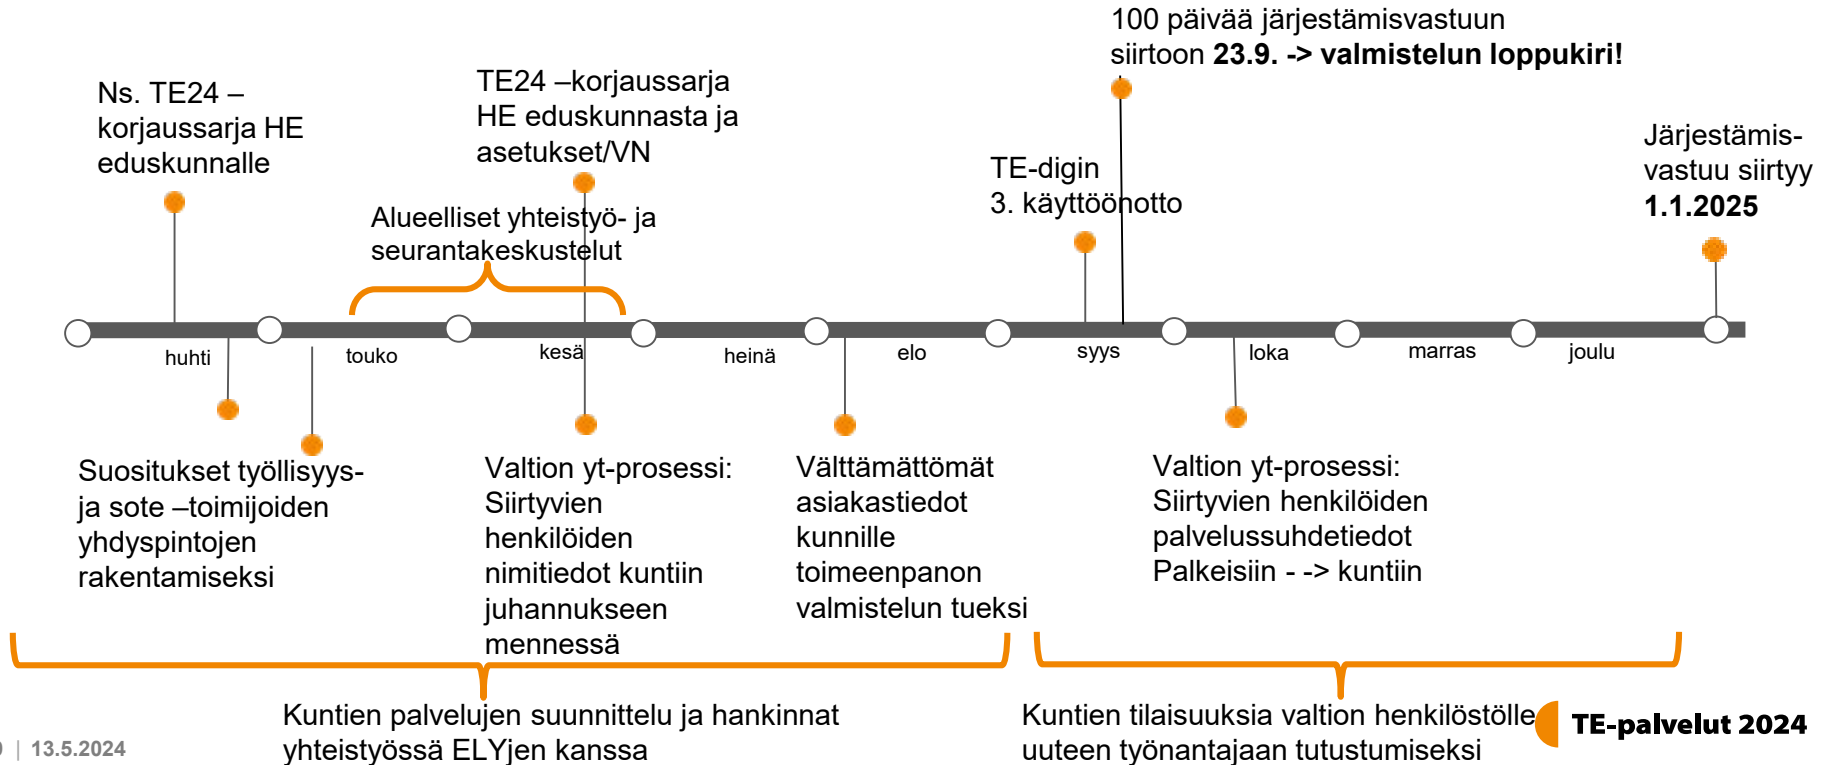 100 päivää järjestämisvastuun
siirtoon 23.9. -> valmistelun loppukiri!
Ns. TE24 –
korjaussarja HE
eduskunnalle
TE24 –korjaussarja
HE eduskunnasta ja
asetukset/VN
Alueelliset yhteistyö- ja
seurantakeskustelut
TE-digin
3. käyttöönotto
Järjestämis-
vastuu siirtyy
1.1.2025
huhti
touko
kesä
heinä
elo
syys
loka
marras
joulu
Suositukset työllisyys-
ja sote –toimijoiden
yhdyspintojen
rakentamiseksi
Valtion yt-prosessi:
Siirtyvien
henkilöiden
nimitiedot kuntiin
juhannukseen
mennessä
Välttämättömät
asiakastiedot
kunnille
toimeenpanon
valmistelun tueksi
Valtion yt-prosessi:
Siirtyvien henkilöiden
palvelussuhdetiedot
Palkeisiin - -> kuntiin
Kuntien palvelujen suunnittelu ja hankinnat
yhteistyössä ELYjen kanssa
Kuntien tilaisuuksia valtion henkilöstölle
uuteen työnantajaan tutustumiseksi
TE-palvelut 2024
| 13.5.2024